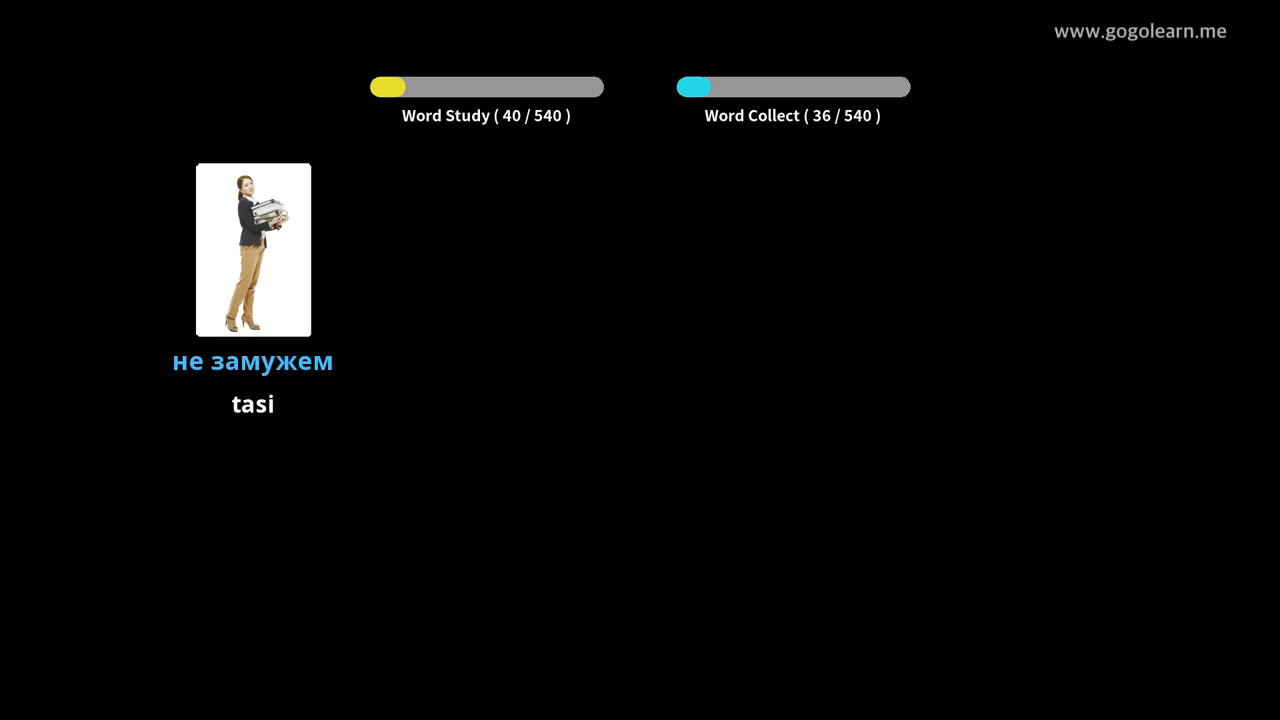 www.gogolearn.me
Word Study ( 40 / 540 )
Word Collect ( 36 / 540 )
не замужем
tasi